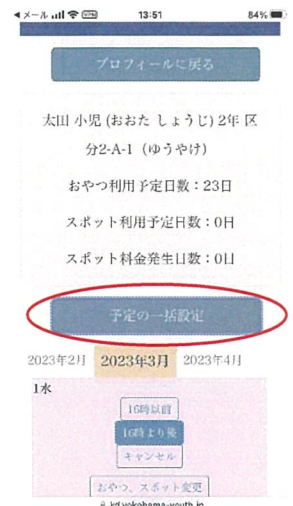 ◀メール 13:51 84%
プロフィールに戻る
太田 小児 (おおた しょうじ) 2年 区
分2-A-1（ゆうやけ）
おやつ利用予定日数：23日
スポット利用予定日数：0日
スポット料金発生日数：0日
予定の一括設定
2023年2月 2023年3月 2023年4月
1水
16時以前
16時より後
キャンセル
おやつ、スポット変更
kd.yokohama-youth.jp